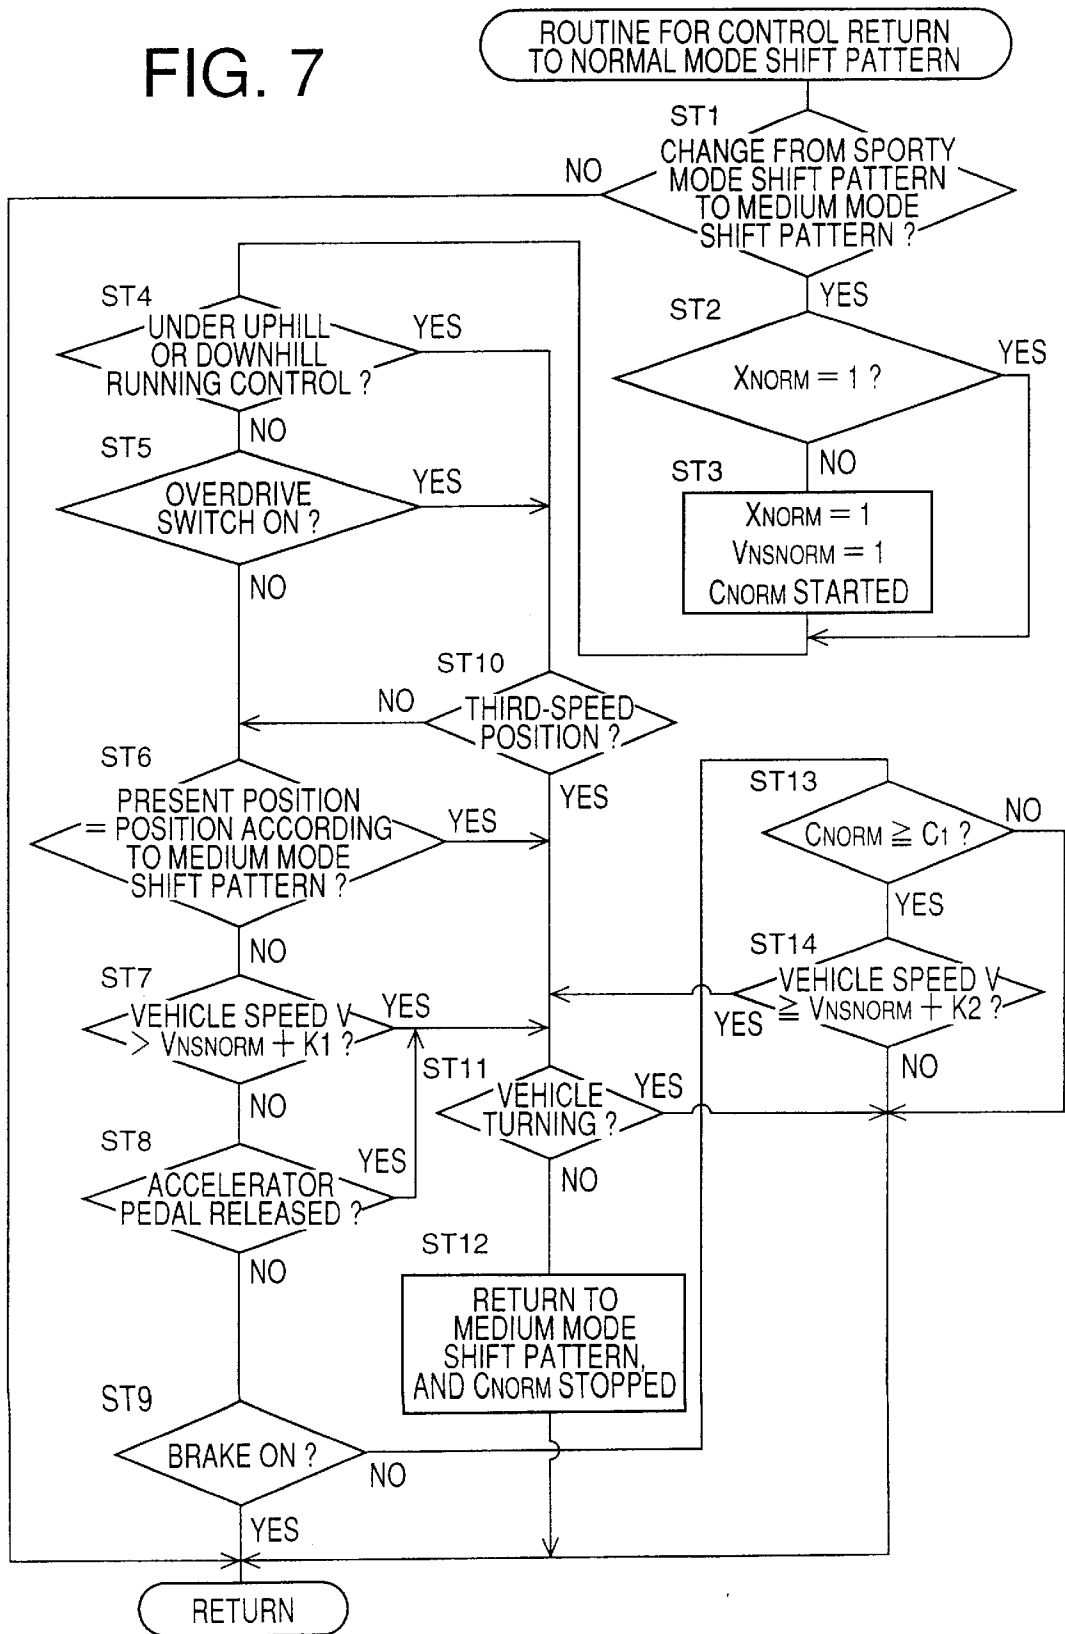 FIG. 7
ROUTINE FOR CONTROL RETURN
TO NORMAL MODE SHIFT PATTERN
ST1
CHANGE FROM SPORTY
MODE SHIFT PATTERN
TO MEDIUM MODE
SHIFT PATTERN ?
NO
YES
ST2
XNORM = 1 ?
YES
NO
ST3
XNORM = 1
VNSNORM = 1
CNORM STARTED
ST4
UNDER UPHILL
OR DOWNHILL
RUNNING CONTROL ?
YES
NO
ST5
OVERDRIVE
SWITCH ON ?
YES
NO
ST10
THIRD-SPEED
POSITION ?
NO
YES
ST6
PRESENT POSITION
= POSITION ACCORDING
TO MEDIUM MODE
SHIFT PATTERN ?
YES
NO
ST13
CNORM ≧ C1 ?
NO
YES
ST14
VEHICLE SPEED V
≧ VNSNORM + K2 ?
YES
NO
ST7
VEHICLE SPEED V
> VNSNORM + K1 ?
YES
NO
ST11
VEHICLE
TURNING ?
YES
NO
ST8
ACCELERATOR
PEDAL RELEASED ?
YES
NO
ST12
RETURN TO
MEDIUM MODE
SHIFT PATTERN,
AND CNORM STOPPED
ST9
BRAKE ON ?
NO
YES
RETURN